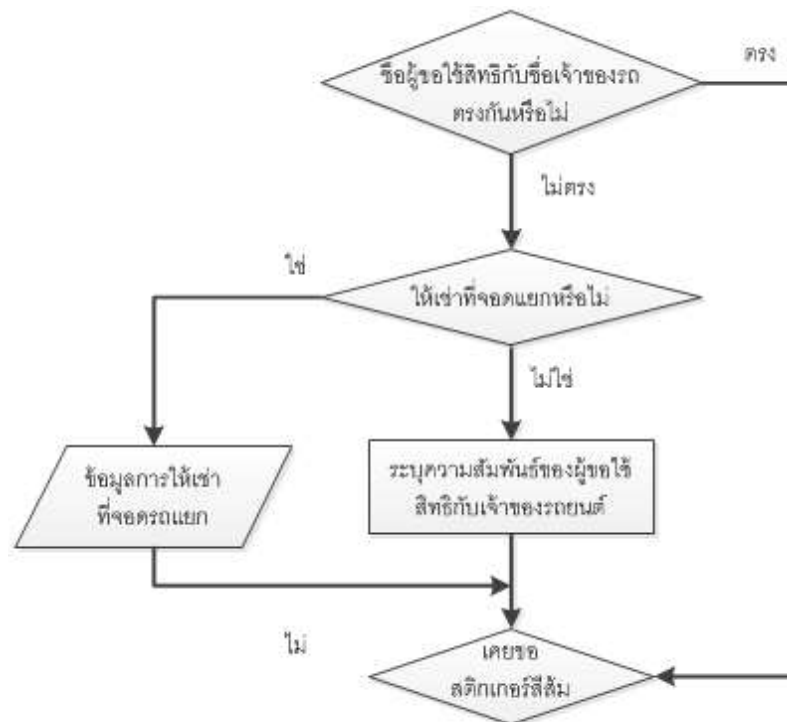 ตรง
ชื่อผู้ขอใช้สิทธิกับชื่อเจ้าของรถ
ตรงกันหรือไม่
ไม่ตรง
ใช่
ให้เช่าที่จอดแยกหรือไม่
ไม่ใช่
ข้อมูลการให้เช่า
ที่จอดรถแยก
ระบุความสัมพันธ์ของผู้ขอใช้
สิทธิกับเจ้าของรถยนต์
ไม่
เคยขอ
สติกเกอร์สีส้ม